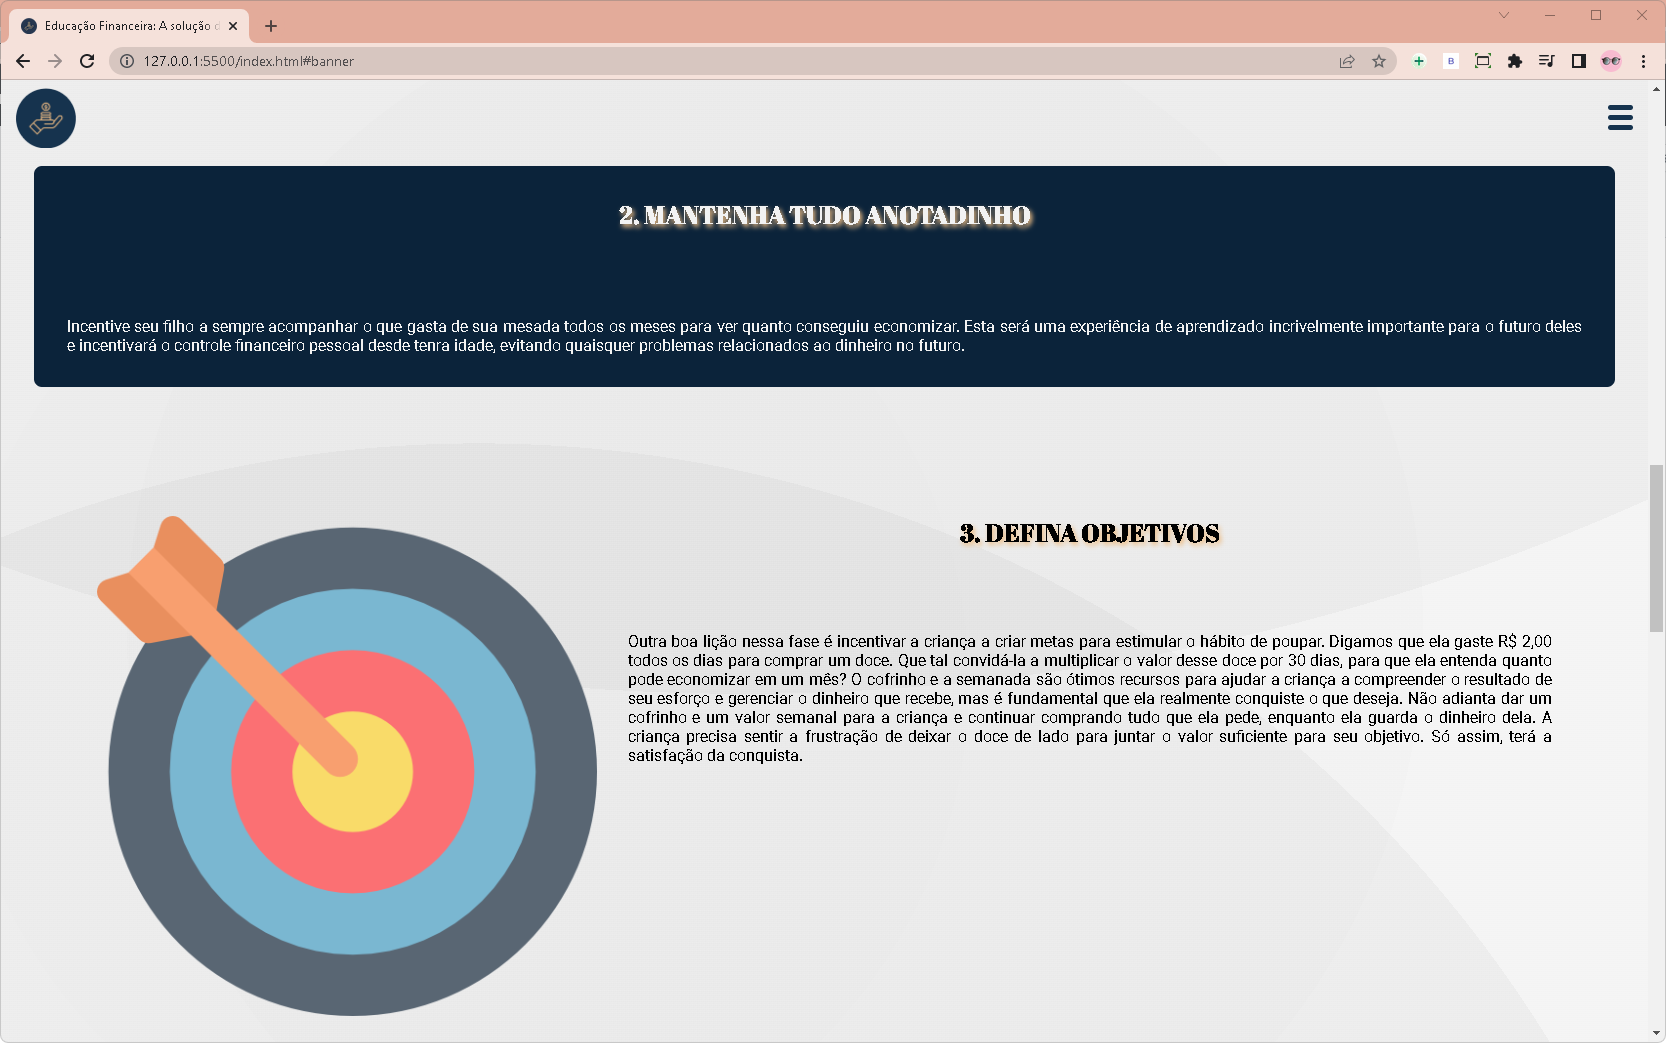 Educação Financeira: A solução d
127.0.0.1:5500/index.html#banner
B
2. MANTENHA TUDO ANOTADINHO
Incentive seu filho a sempre acompanhar o que gasta de sua mesada todos os meses para ver quanto conseguiu economizar. Esta será uma experiência de aprendizado incrivelmente importante para o futuro deles
e incentivará o controle financeiro pessoal desde tenra idade, evitando quaisquer problemas relacionados ao dinheiro no futuro.
3. DEFINA OBJETIVOS
Outra boa lição nessa fase é incentivar a criança a criar metas para estimular o hábito de poupar. Digamos que ela gaste R$ 2,00
todos os dias para comprar um doce. Que tal convidá-la a multiplicar o valor desse doce por 30 dias, para que ela entenda quanto
pode economizar em um mês? O cofrinho e a semanada são ótimos recursos para ajudar a criança a compreender o resultado de
seu esforço e gerenciar o dinheiro que recebe, mas é fundamental que ela realmente conquiste o que deseja. Não adianta dar um
cofrinho e um valor semanal para a criança e continuar comprando tudo que ela pede, enquanto ela guarda o dinheiro dela. A
criança precisa sentir a frustração de deixar o doce de lado para juntar o valor suficiente para seu objetivo. Só assim, terá a
satisfação da conquista.